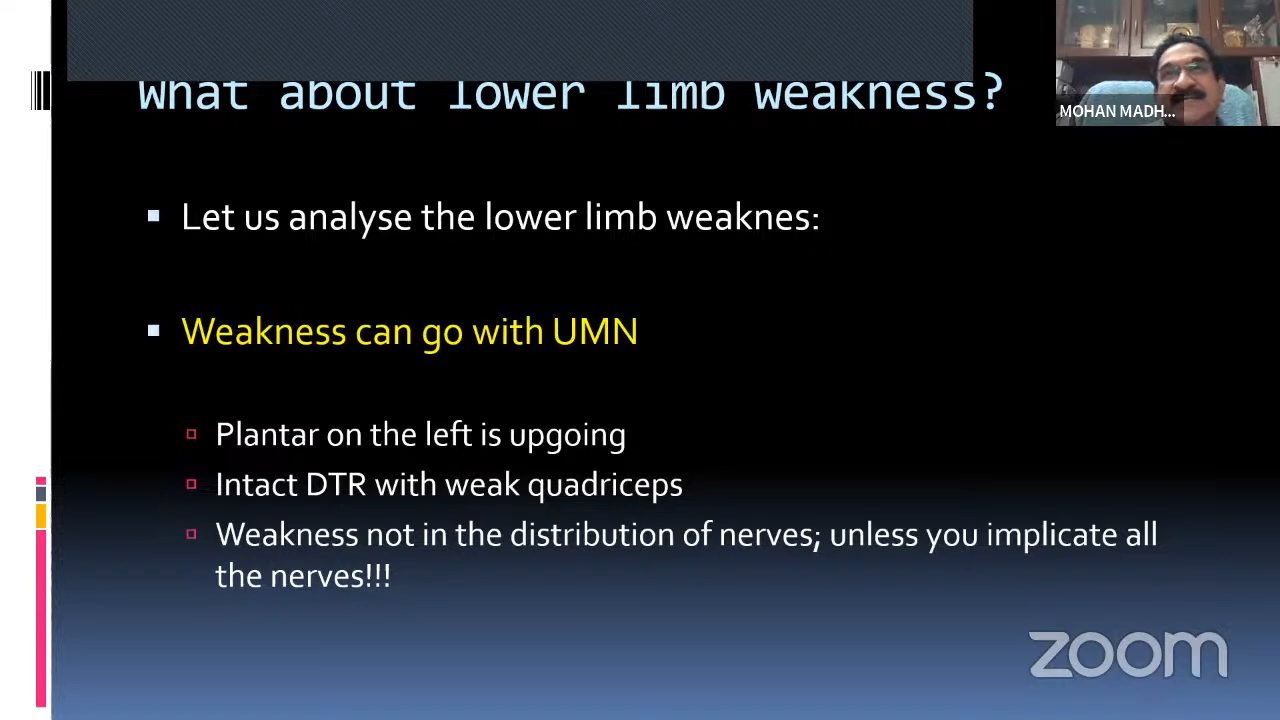 What about lower limb weakness?
MOHAN MADH...
Let us analyse the lower limb weaknes:
Weakness can go with UMN
Plantar on the left is upgoing
Intact DTR with weak quadriceps
Weakness not in the distribution of nerves; unless you implicate all
the nerves!!!
zoom